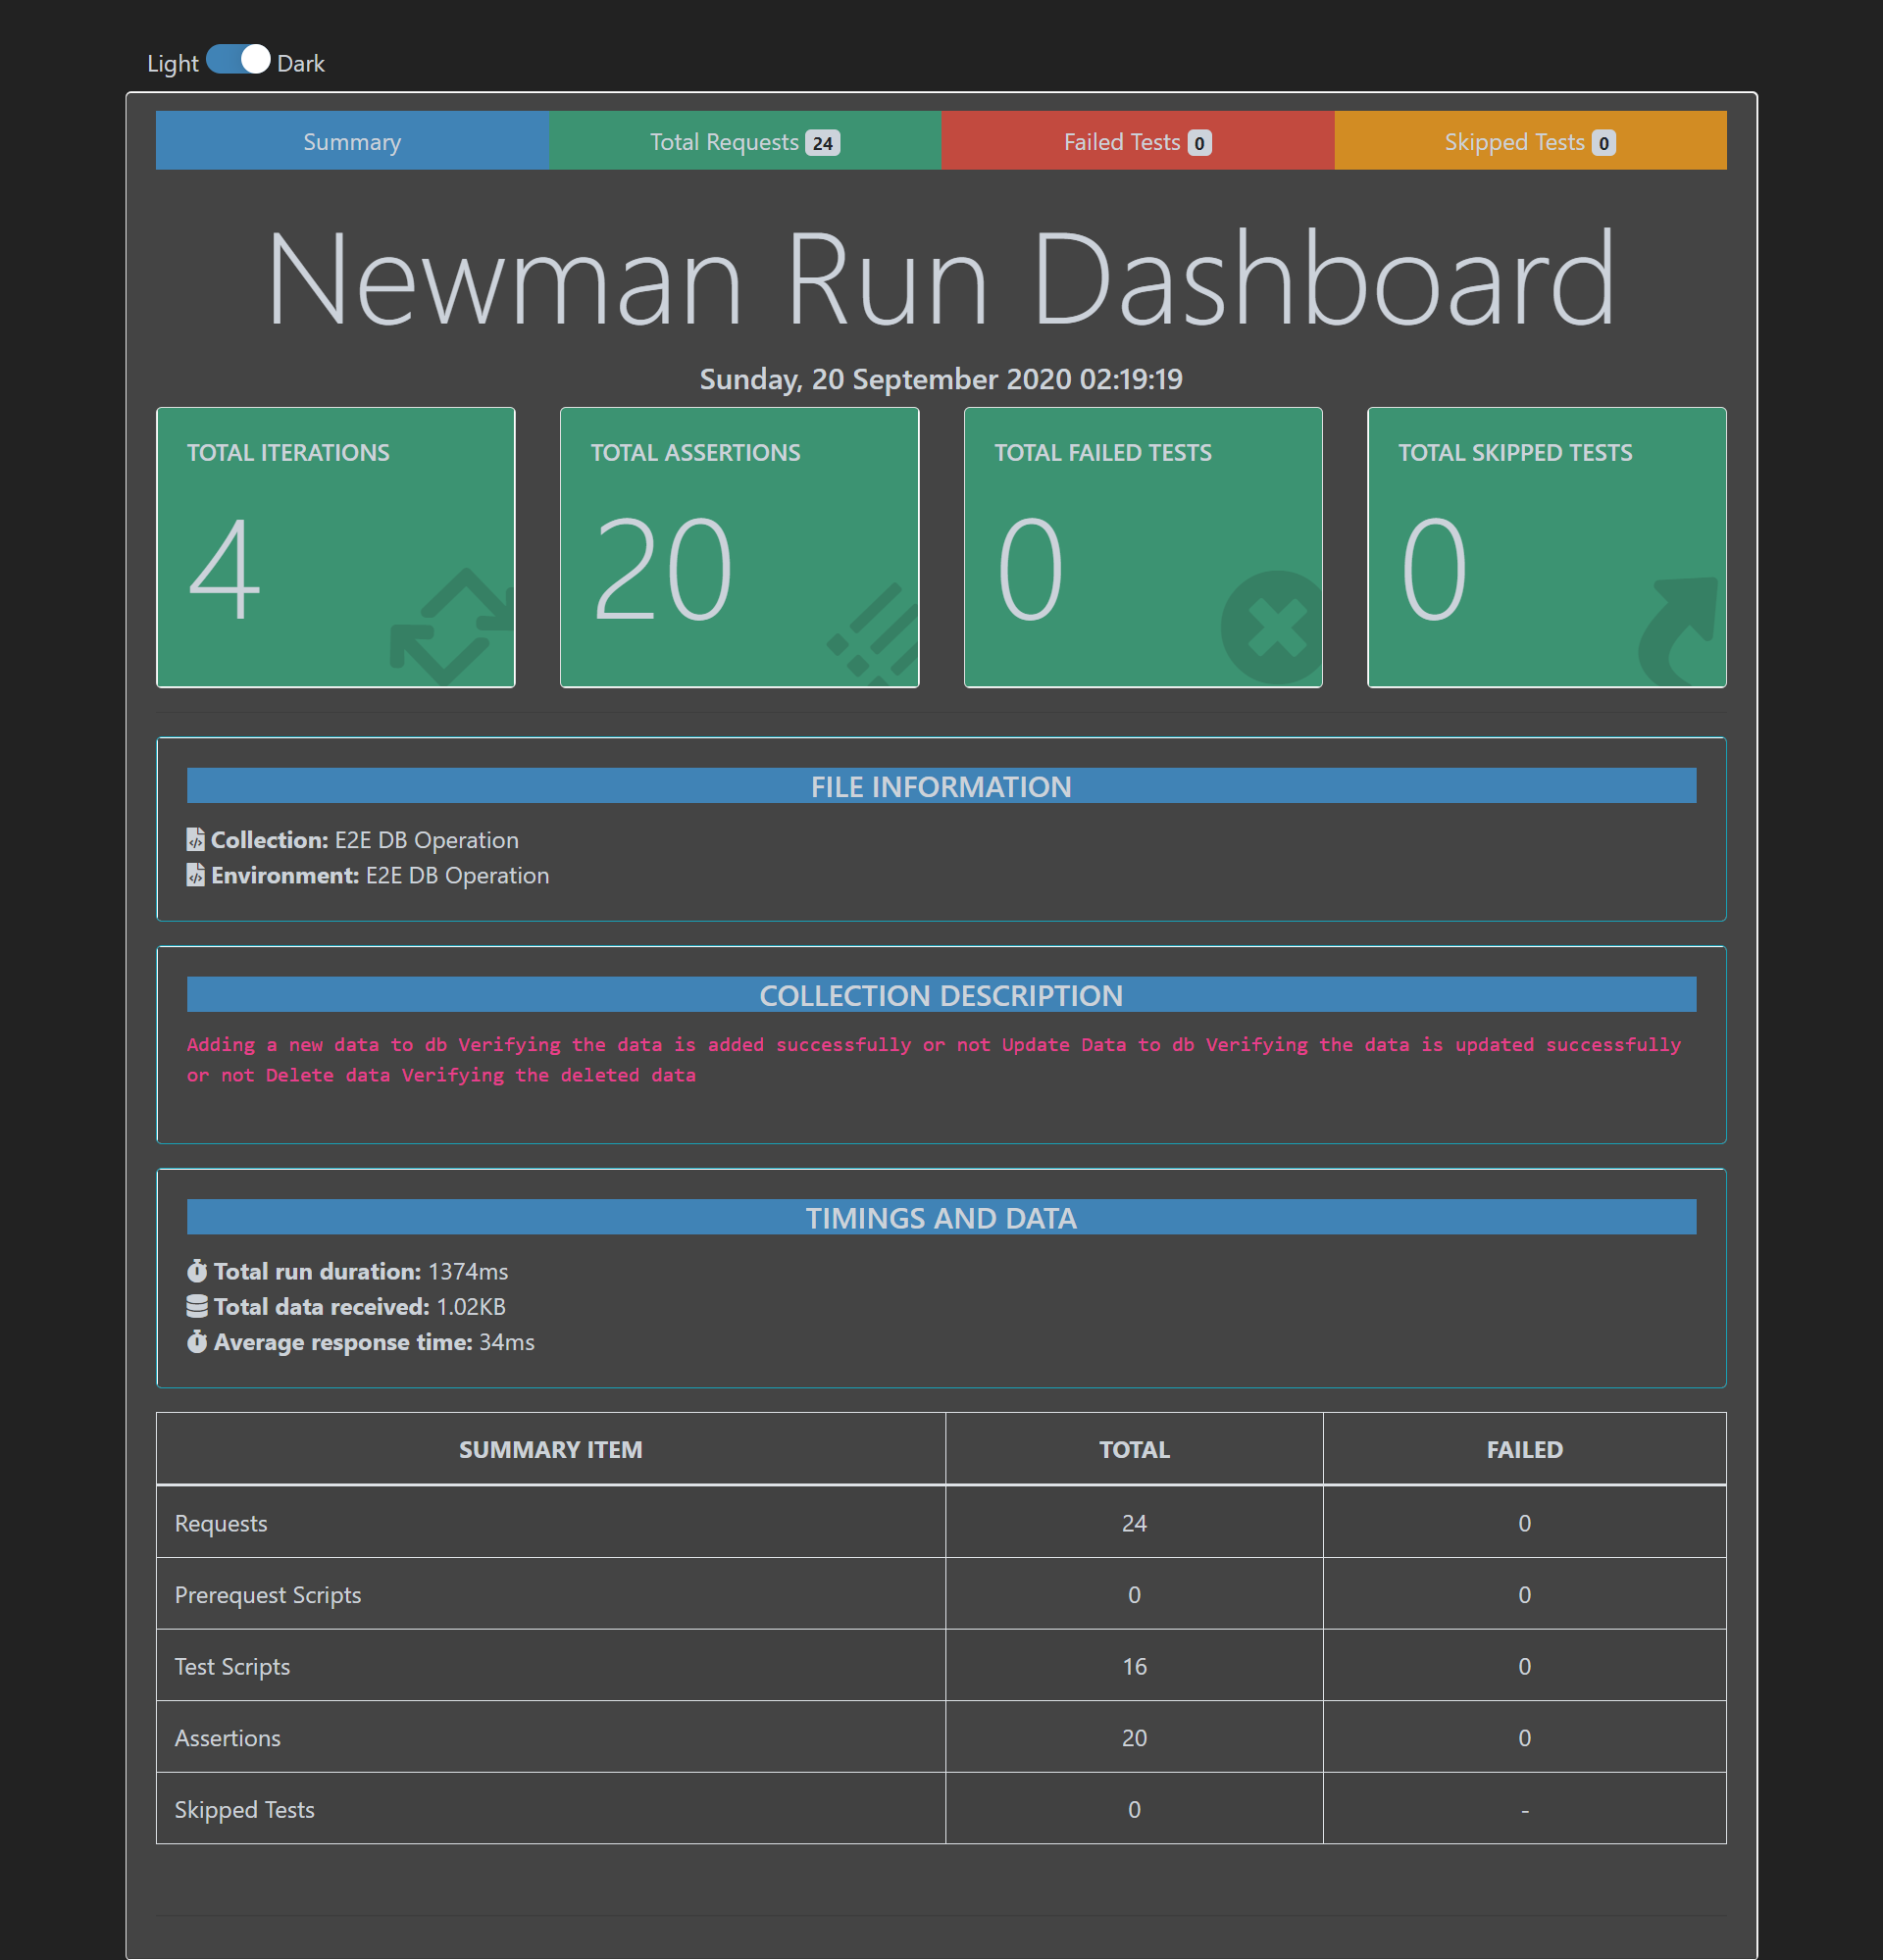 Light Dark
Summary Total Requests 24 Failed Tests 0 Skipped Tests 0
Newman Run Dashboard
Sunday, 20 September 2020 02:19:19
TOTAL ITERATIONS
4
TOTAL ASSERTIONS
20
TOTAL FAILED TESTS
0
TOTAL SKIPPED TESTS
0
FILE INFORMATION
Collection: E2E DB Operation
Environment: E2E DB Operation
COLLECTION DESCRIPTION
Adding a new data to db Verifying the data is added successfully or not Update Data to db Verifying the data is updated successfully
or not Delete data Verifying the deleted data
TIMINGS AND DATA
Total run duration: 1374ms
Total data received: 1.02KB
Average response time: 34ms
SUMMARY ITEM TOTAL FAILED
Requests 24 0
Prerequest Scripts 0 0
Test Scripts 16 0
Assertions 20 0
Skipped Tests 0 -